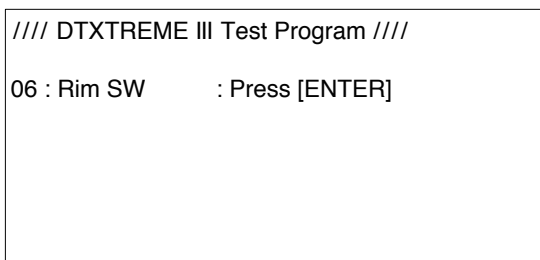 //// DTXTREME III Test Program ////
06 : Rim SW : Press [ENTER]